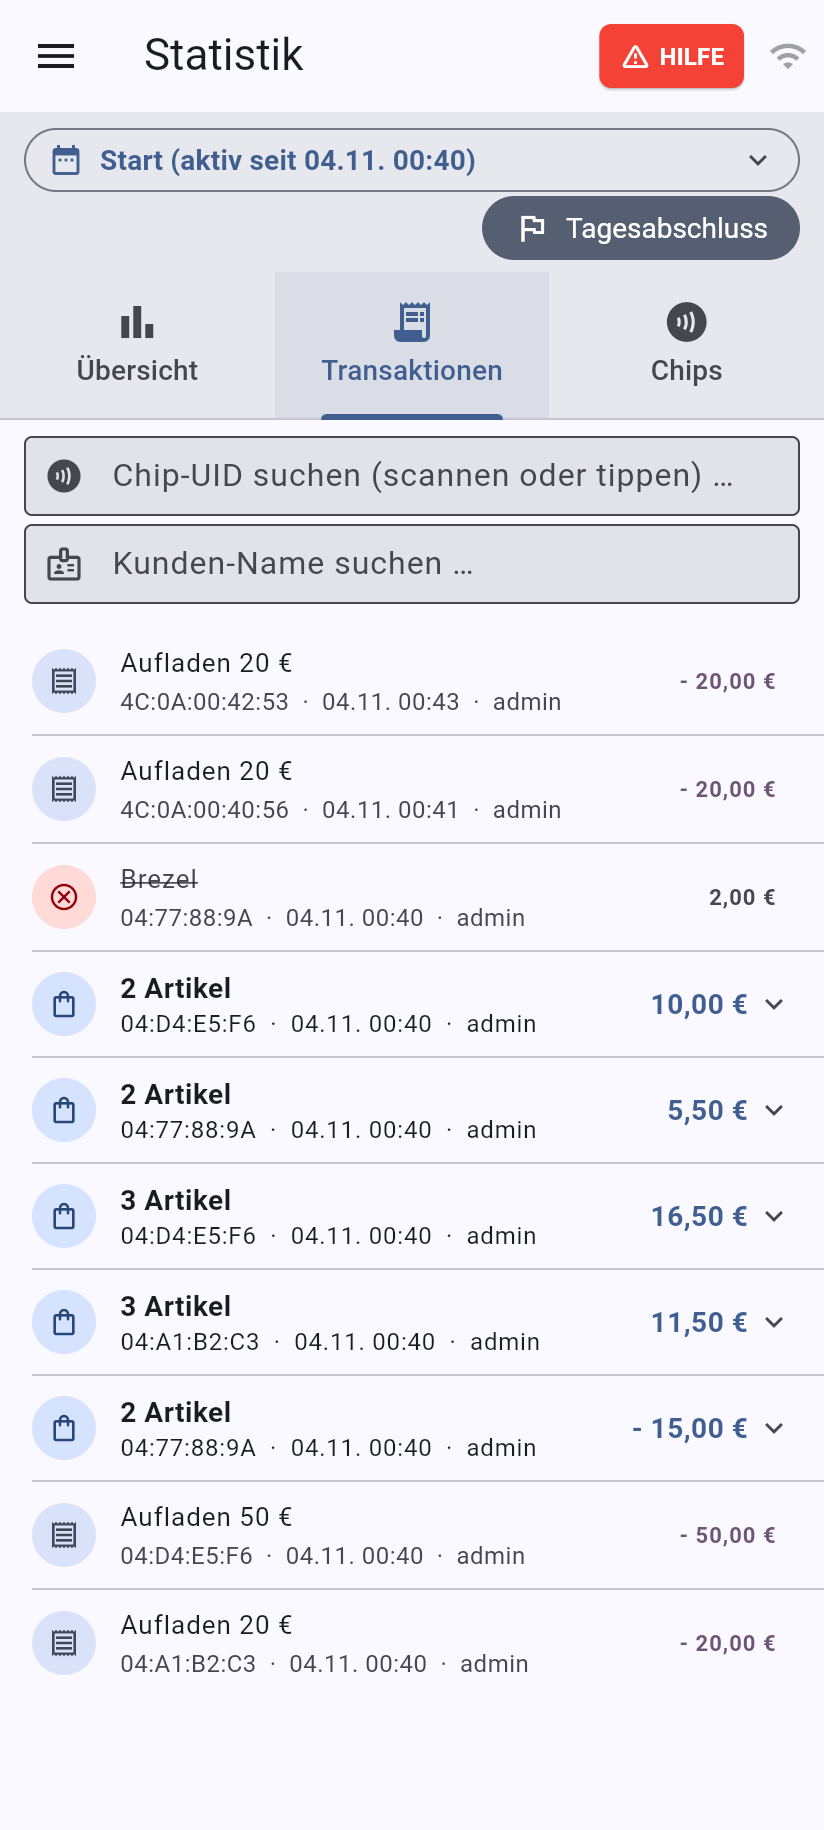 Statistik
HILFE
Start (aktiv seit 04.11. 00:40)
Tagesabschluss
Übersicht
Transaktionen
Chips
Chip-UID suchen (scannen oder tippen) ...
Kunden-Name suchen ...
Aufladen 20 €
4C:0A:00:42:53 · 04.11. 00:43 · admin
- 20,00 €
Aufladen 20 €
4C:0A:00:40:56 · 04.11. 00:41 · admin
- 20,00 €
Brezel
04:77:88:9A · 04.11. 00:40 · admin
2,00 €
2 Artikel
04:D4:E5:F6 · 04.11. 00:40 · admin
10,00 €
2 Artikel
04:77:88:9A · 04.11. 00:40 · admin
5,50 €
3 Artikel
04:D4:E5:F6 · 04.11. 00:40 · admin
16,50 €
3 Artikel
04:A1:B2:C3 · 04.11. 00:40 · admin
11,50 €
2 Artikel
04:77:88:9A · 04.11. 00:40 · admin
- 15,00 €
Aufladen 50 €
04:D4:E5:F6 · 04.11. 00:40 · admin
- 50,00 €
Aufladen 20 €
04:A1:B2:C3 · 04.11. 00:40 · admin
- 20,00 €